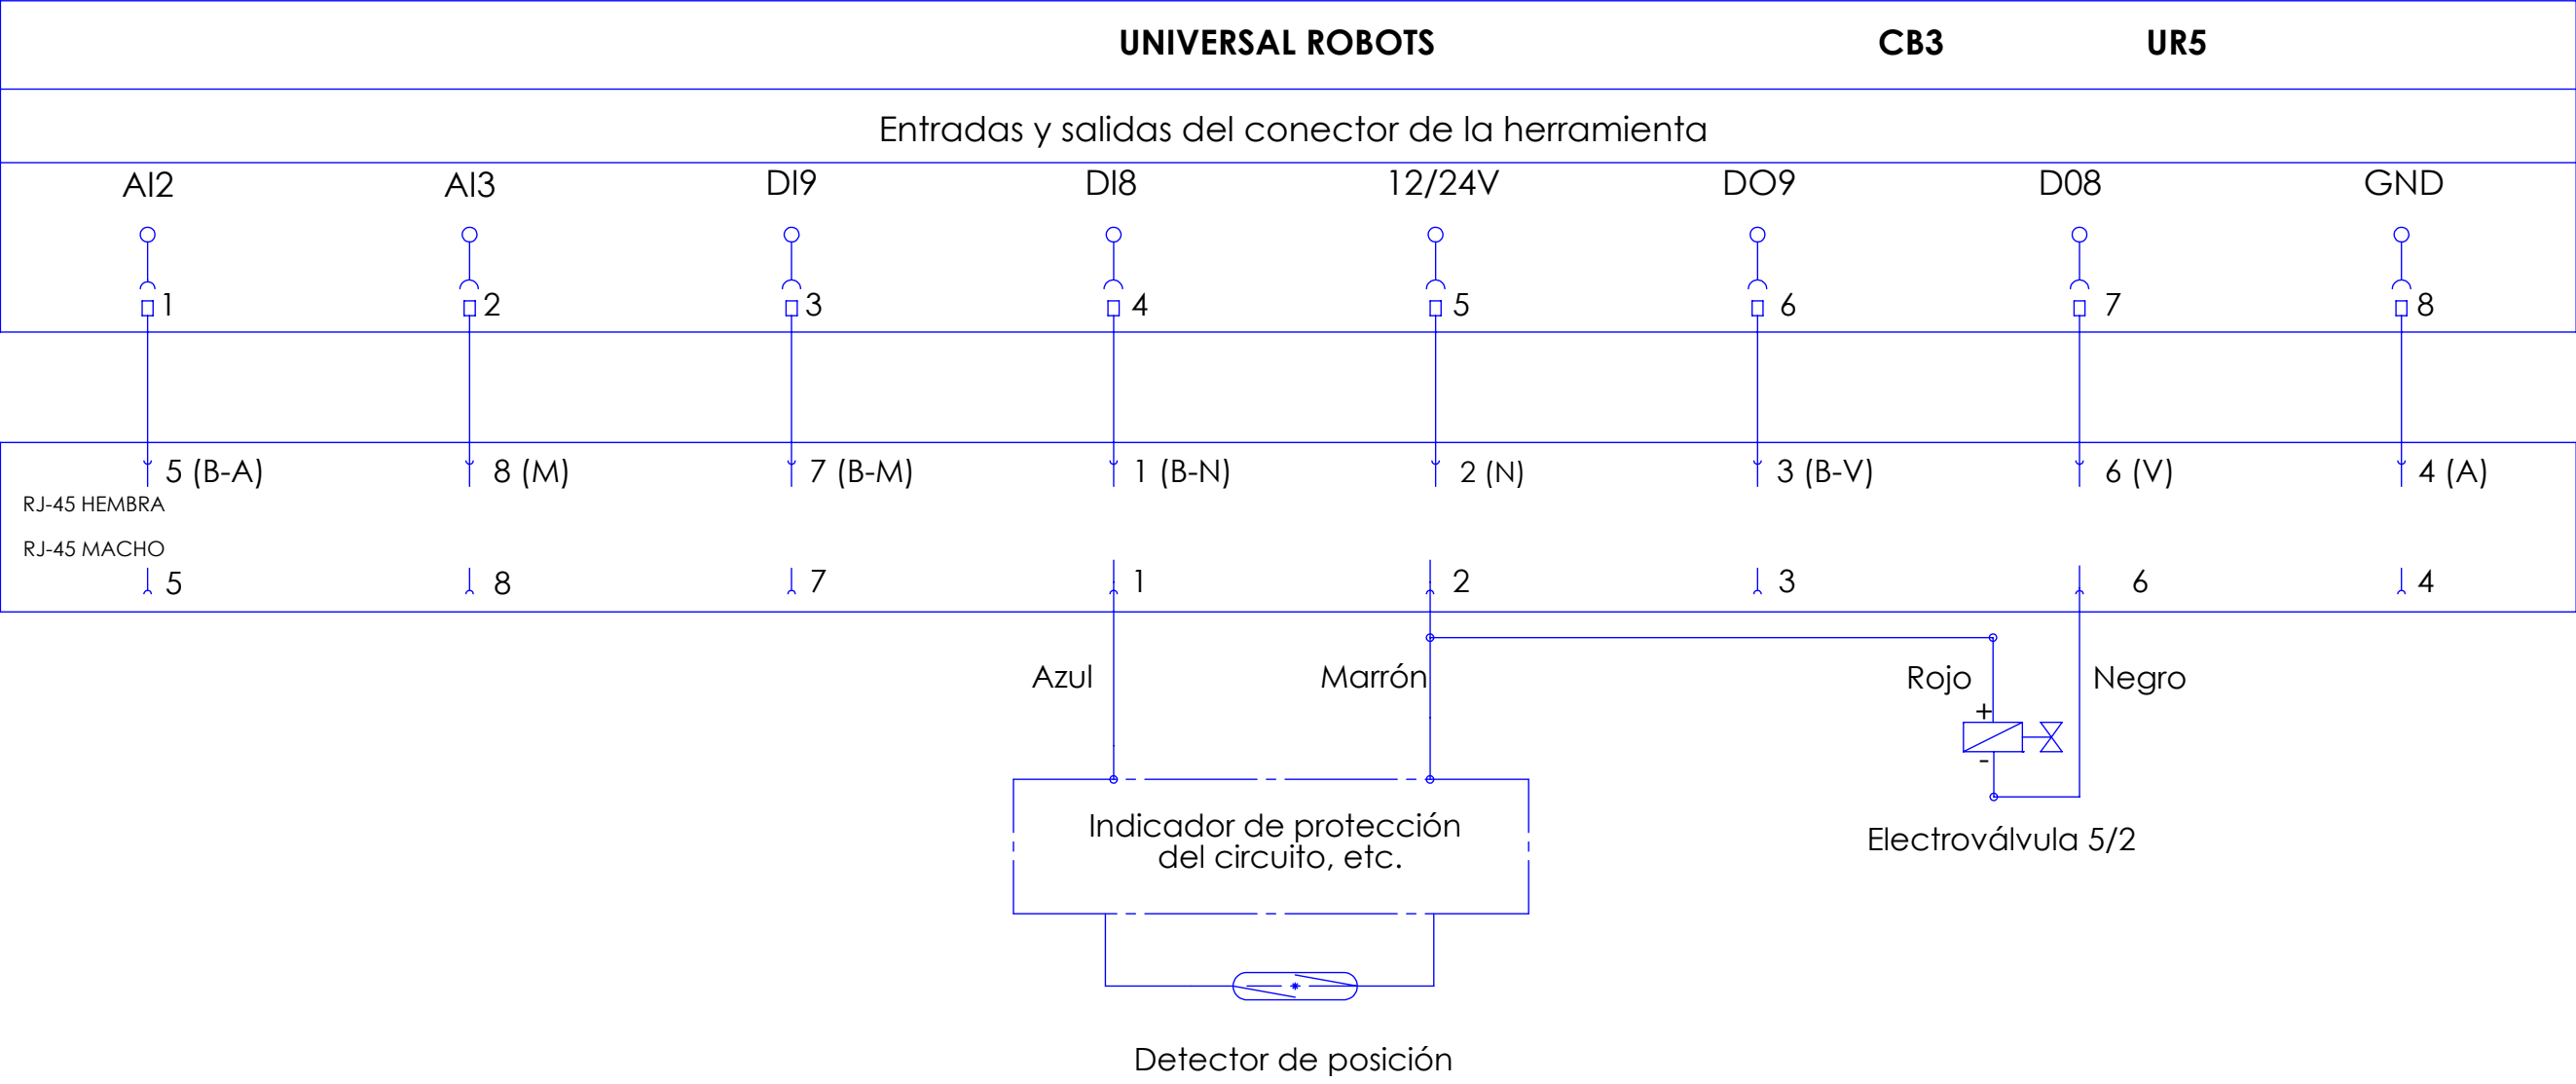 UNIVERSAL ROBOTS CB3 UR5
Entradas y salidas del conector de la herramienta
AI2 AI3 DI9 DI8 12/24V DO9 D08 GND
1 2 3 4 5 6 7 8
5 (B-A) 8 (M) 7 (B-M) 1 (B-N) 2 (N) 3 (B-V) 6 (V) 4 (A)
RJ-45 HEMBRA
RJ-45 MACHO
5 8 7 1 2 3 6 4
Azul Marrón Rojo Negro
+
-
Indicador de protección
del circuito, etc.
Electroválvula 5/2
Detector de posición